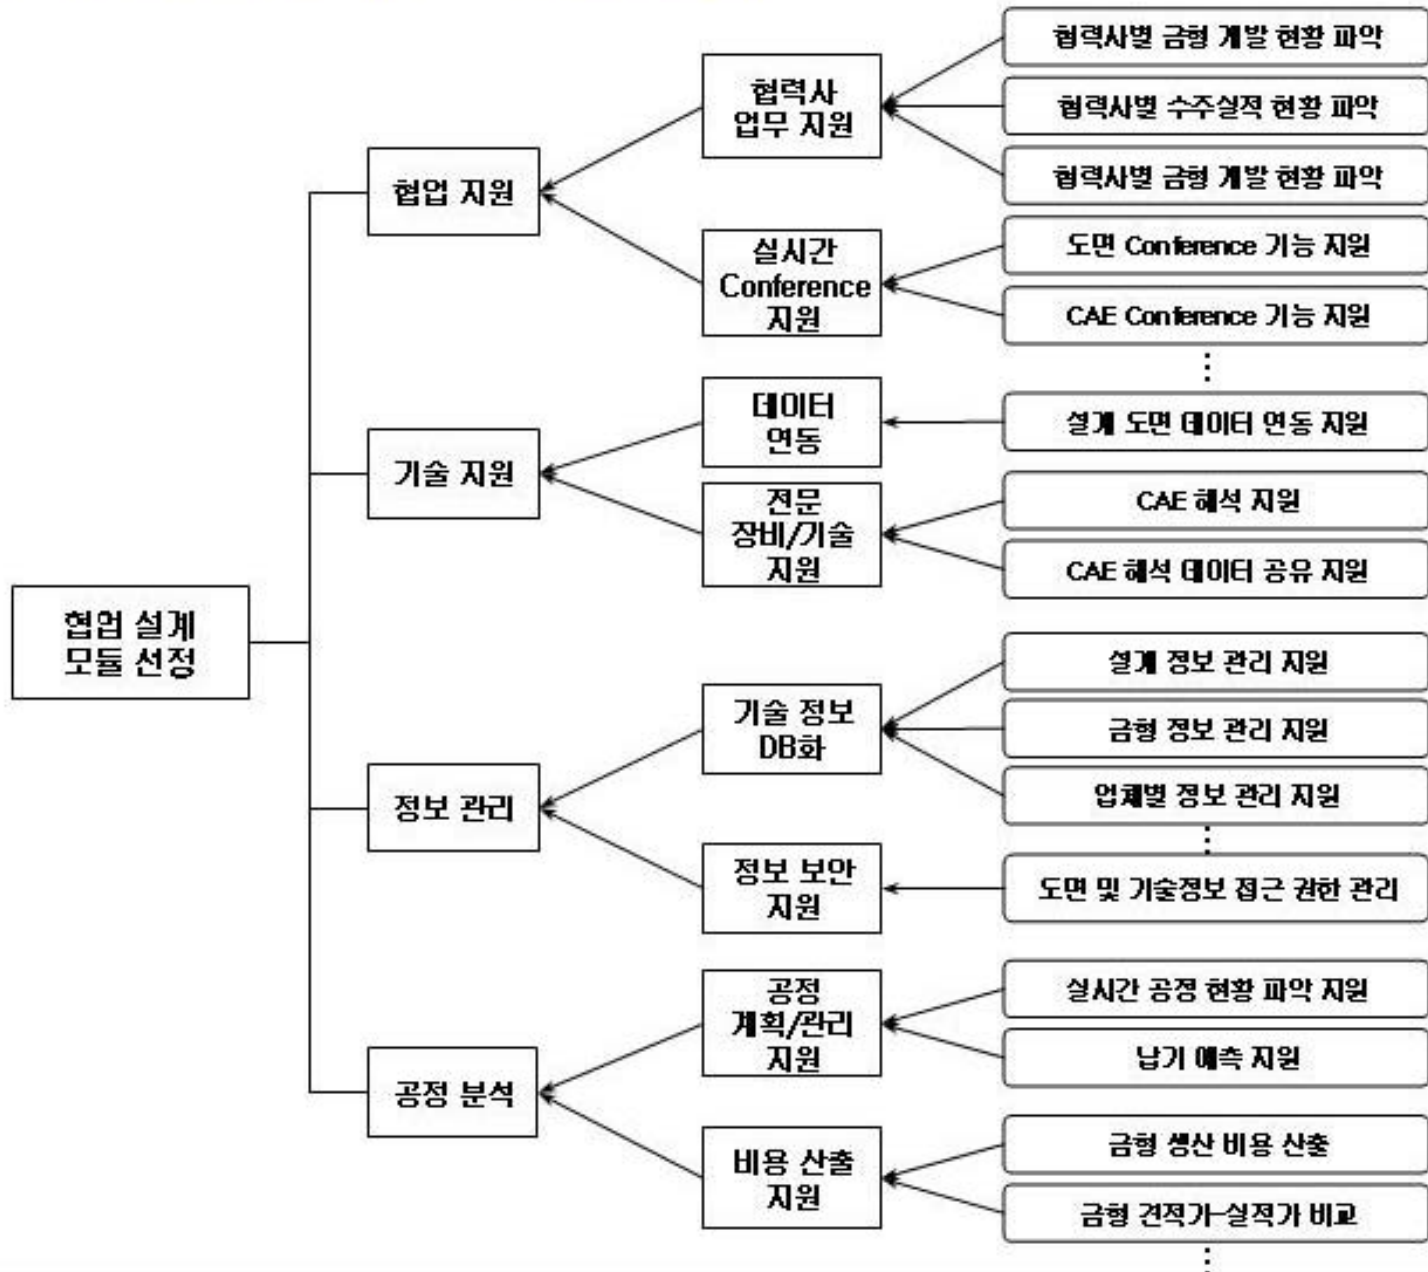 협력사별 금형 개발 현황 파악
협력사
업무 지원
협력사별 수주실적 현황 파악
협력사별 금형 개발 현황 파악
협업 지원
실시간
Conference
지원
도면 Conference 기능 지원
CAE Conference 기능 지원
데이터
연동
설계 도면 데이터 연동 지원
기술 지원
전문
장비/기술
지원
CAE 해석 지원
CAE 해석 데이터 공유 지원
협업 설계
모듈 선정
설계 정보 관리 지원
기술 정보
DB화
금형 정보 관리 지원
업체별 정보 관리 지원
정보 관리
정보 보안
지원
도면 및 기술정보 접근 권한 관리
공정
계획/관리
지원
실시간 공정 현황 파악 지원
납기 예측 지원
공정 분석
비용 산출
지원
금형 생산 비용 산출
금형 견적가-실적가 비교